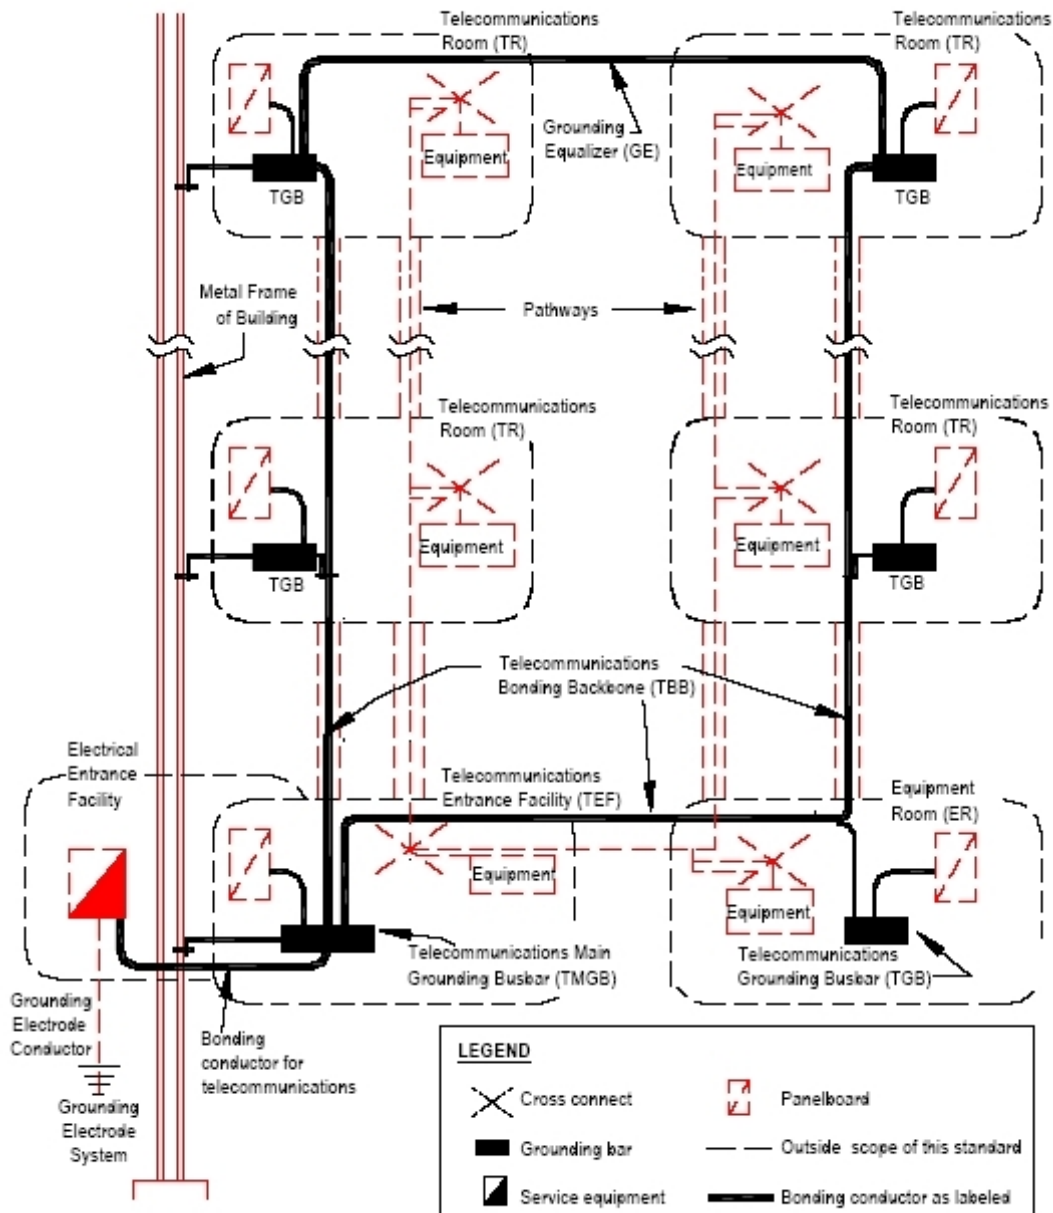 Telecommunications
Room (TR)
Telecommunications
Room (TR)
Grounding
Equalizer (GE)
Equipment
Equipment
TGB
TGB
Metal Frame
of Building
Pathways
Telecommunications
Room (TR)
Telecommunications
Room (TR)
Equipment
Equipment
TGB
TGB
Telecommunications
Bonding Backbone (TBB)
Electrical
Entrance
Facility
Telecommunications
Entrance Facility (TEF)
Equipment
Room (ER)
Equipment
Equipment
Telecommunications Main
Grounding Busbar (TMGB)
Telecommunications
Grounding Busbar (TGB)
Grounding
Electrode
Conductor
Bonding
conductor for
telecommunications
Grounding
Electrode
System
LEGEND
Cross connect
Panelboard
Grounding bar
Outside scope of this standard
Service equipment
Bonding conductor as labeled